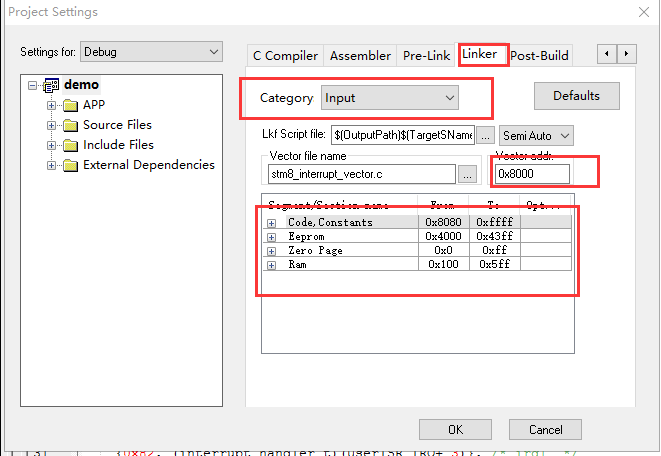 Project Settings
Settings for: Debug
C Compiler Assembler Pre-Link Linker Post-Build
demo
APP
Source Files
Include Files
External Dependencies
Category Input Defaults
Lkf Script file: $(OutputPath)$(TargetSName ... Semi Auto
Vector file name Vector addr.
stm8_interrupt_vector.c ... 0x8000
Segment/Section name From To Opt...
Code,Constants 0x8080 0xffff
Eeprom 0x4000 0x43ff
Zero Page 0x0 0xff
Ram 0x100 0x5ff
OK Cancel